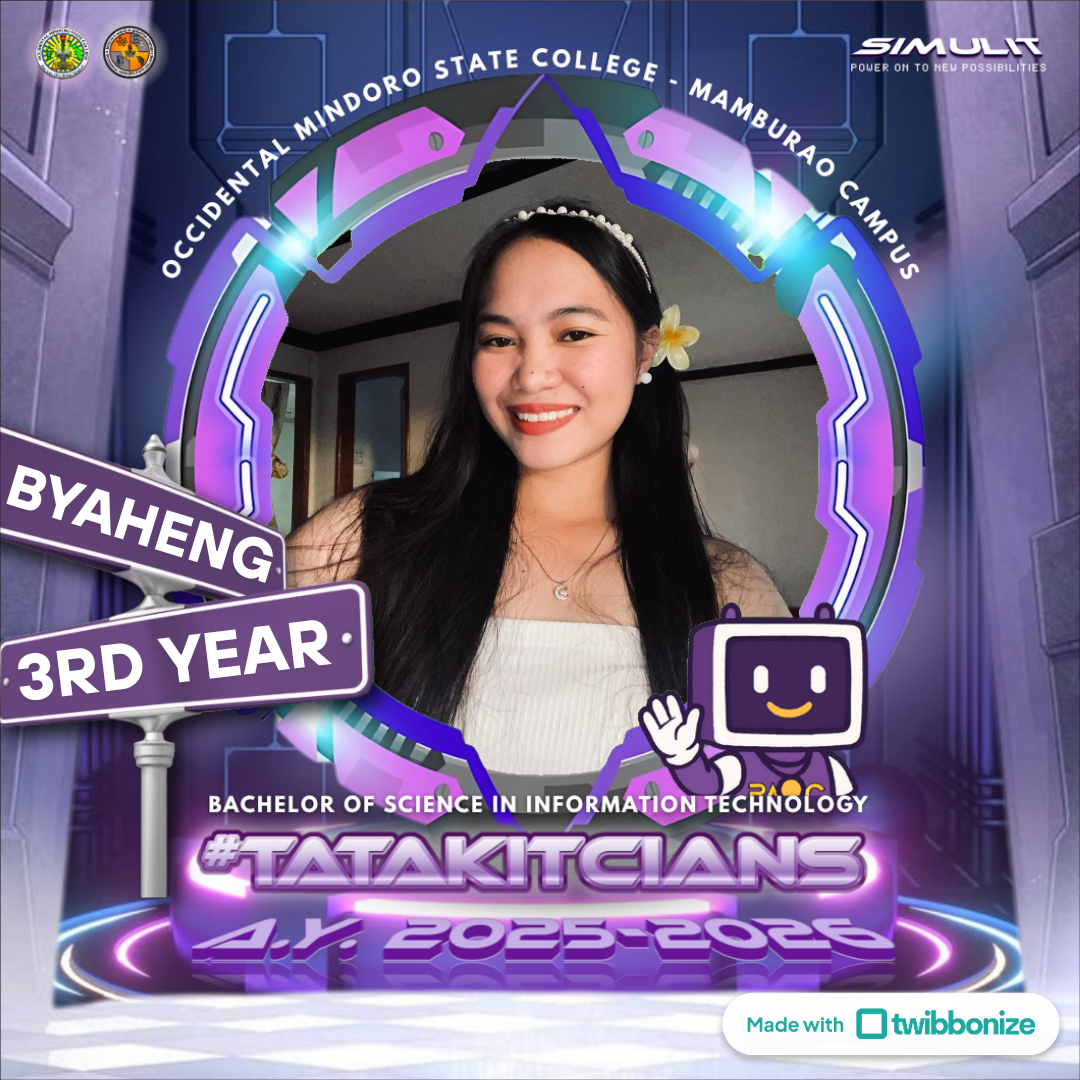 SIMULIT
POWER ON TO NEW POSSIBILITIES
OCCIDENTAL MINDORO STATE COLLEGE - MAMBURAO CAMPUS
BYAHENG
3RD YEAR
BACHELOR OF SCIENCE IN INFORMATION TECHNOLOGY
#TATAKITCIANS
A.Y. 2025-2026
Made with twibbonize